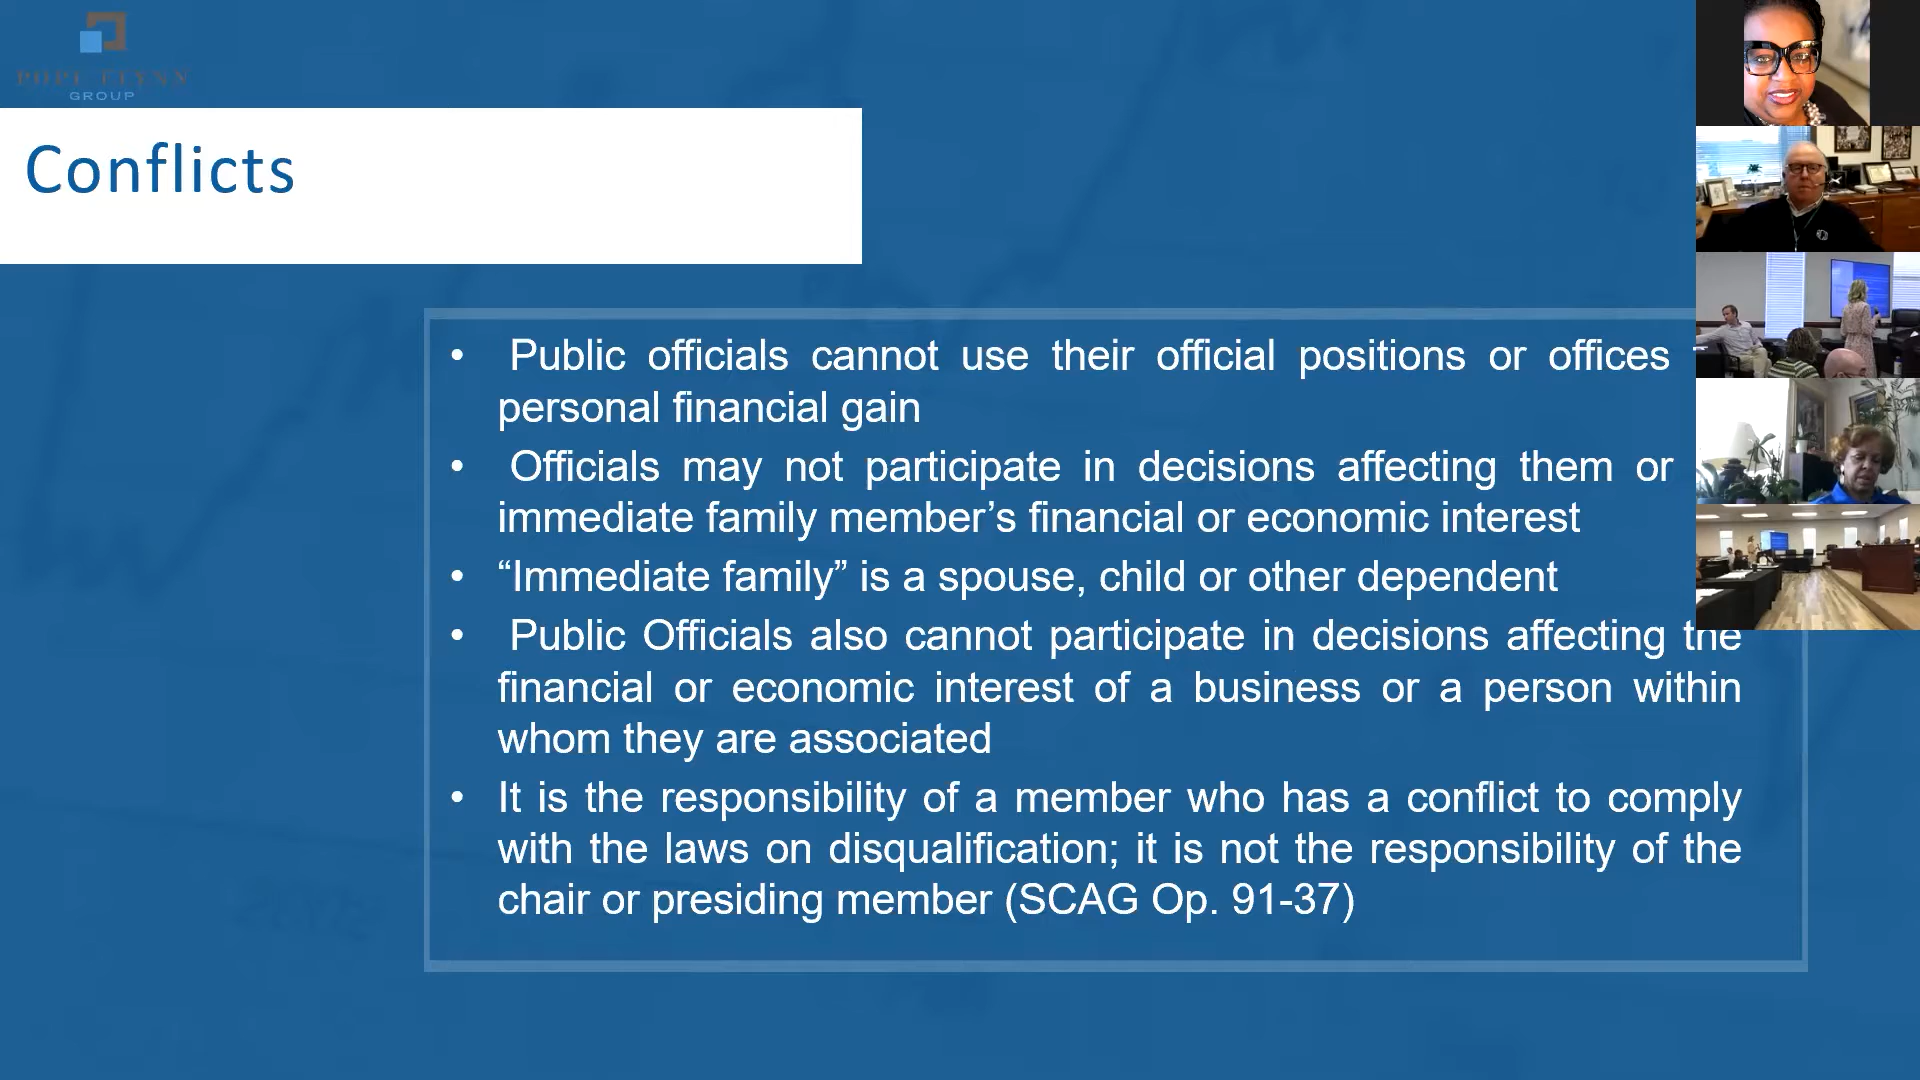 POPE FLYNN
GROUP
Conflicts
• Public officials cannot use their official positions or offices
personal financial gain
• Officials may not participate in decisions affecting them or
immediate family member’s financial or economic interest
• “Immediate family” is a spouse, child or other dependent
• Public Officials also cannot participate in decisions affecting the
financial or economic interest of a business or a person within
whom they are associated
• It is the responsibility of a member who has a conflict to comply
with the laws on disqualification; it is not the responsibility of the
chair or presiding member (SCAG Op. 91-37)